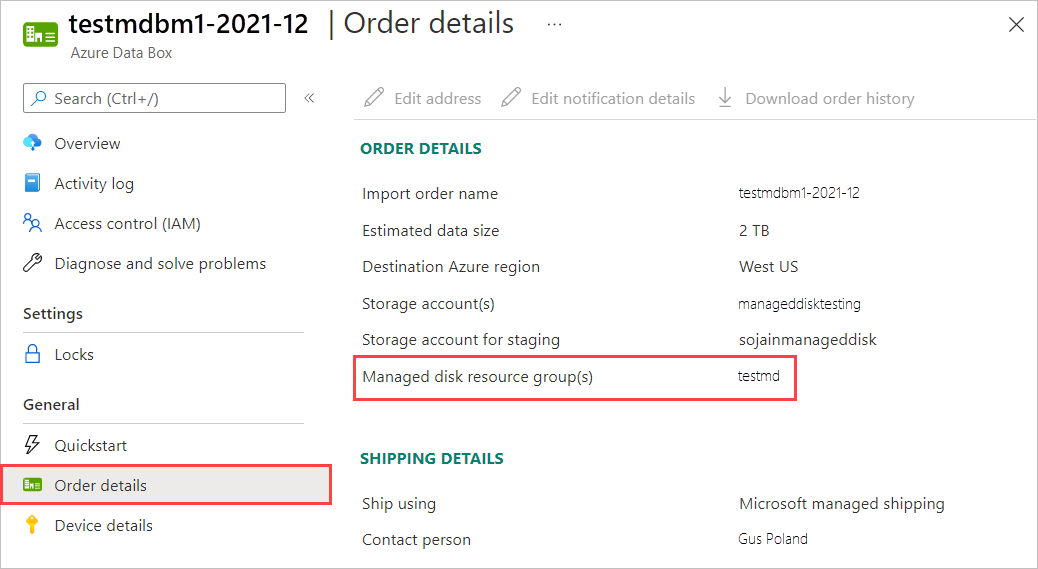 testmdbm1-2021-12 | Order details ...
Azure Data Box
Search (Ctrl+/)
«
Overview
Activity log
Access control (IAM)
Diagnose and solve problems
Settings
Locks
General
Quickstart
Order details
Device details
Edit address Edit notification details Download order history
ORDER DETAILS
Import order name testmdbm1-2021-12
Estimated data size 2 TB
Destination Azure region West US
Storage account(s) manageddisktesting
Storage account for staging sojainmanageddisk
Managed disk resource group(s) testmd
SHIPPING DETAILS
Ship using Microsoft managed shipping
Contact person Gus Poland